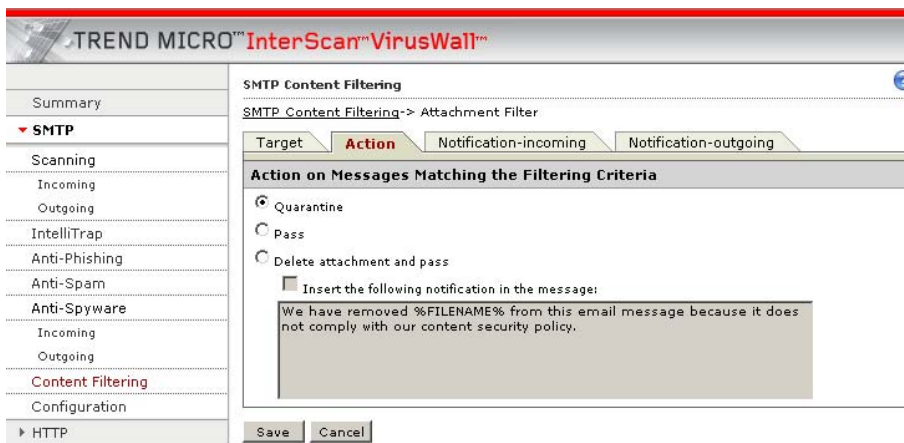 TREND MICRO™ InterScan™ VirusWall™
Summary
SMTP
Scanning
Incoming
Outgoing
IntelliTrap
Anti-Phishing
Anti-Spam
Anti-Spyware
Incoming
Outgoing
Content Filtering
Configuration
HTTP
SMTP Content Filtering
SMTP Content Filtering-> Attachment Filter
Target Action Notification-incoming Notification-outgoing
Action on Messages Matching the Filtering Criteria
Quarantine
Pass
Delete attachment and pass
Insert the following notification in the message:
We have removed %FILENAME% from this email message because it does
not comply with our content security policy.
Save Cancel